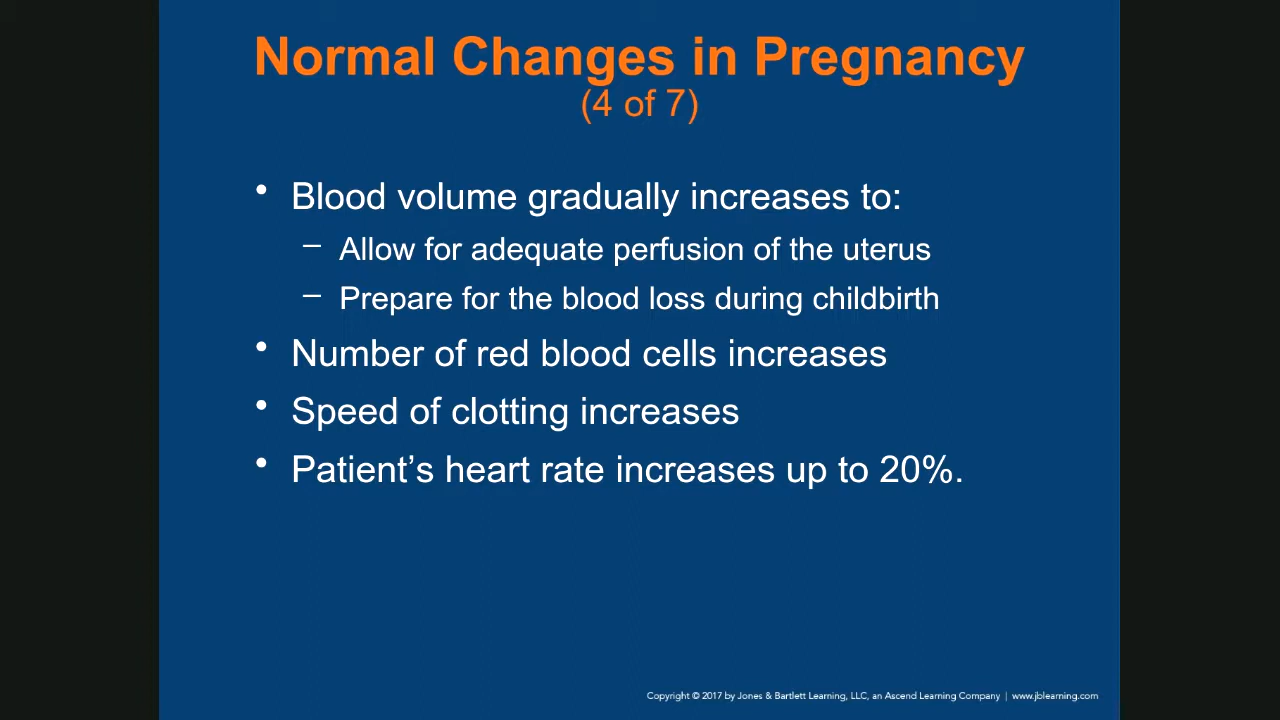 Normal Changes in Pregnancy
(4 of 7)
• Blood volume gradually increases to:
– Allow for adequate perfusion of the uterus
– Prepare for the blood loss during childbirth
• Number of red blood cells increases
• Speed of clotting increases
• Patient’s heart rate increases up to 20%.
Copyright © 2017 by Jones & Bartlett Learning, LLC, an Ascend Learning Company | www.jblearning.com